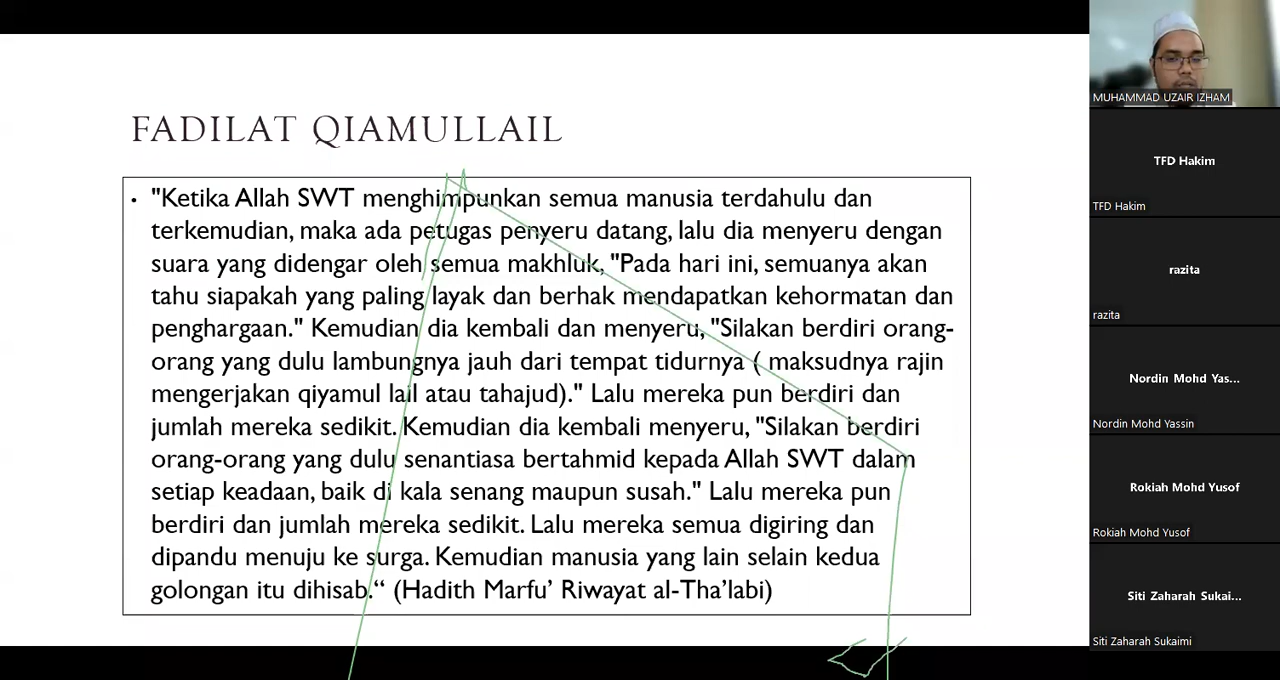 FADILAT QIAMULLAIL
• "Ketika Allah SWT menghimpunkan semua manusia terdahulu dan
terkemudian, maka ada petugas penyeru datang, lalu dia menyeru dengan
suara yang didengar oleh semua makhluk, "Pada hari ini, semuanya akan
tahu siapakah yang paling layak dan berhak mendapatkan kehormatan dan
penghargaan." Kemudian dia kembali dan menyeru, "Silakan berdiri orang-
orang yang dulu lambungnya jauh dari tempat tidurnya ( maksudnya rajin
mengerjakan qiyamul lail atau tahajud)." Lalu mereka pun berdiri dan
jumlah mereka sedikit. Kemudian dia kembali menyeru, "Silakan berdiri
orang-orang yang dulu senantiasa bertahmid kepada Allah SWT dalam
setiap keadaan, baik di kala senang maupun susah." Lalu mereka pun
berdiri dan jumlah mereka sedikit. Lalu mereka semua digiring dan
dipandu menuju ke surga. Kemudian manusia yang lain selain kedua
golongan itu dihisab.“ (Hadith Marfu’ Riwayat al-Tha’labi)
MUHAMMAD UZAIR IZHAM
TFD Hakim
TFD Hakim
razita
razita
Nordin Mohd Yas...
Nordin Mohd Yassin
Rokiah Mohd Yusof
Rokiah Mohd Yusof
Siti Zaharah Sukai...
Siti Zaharah Sukaimi